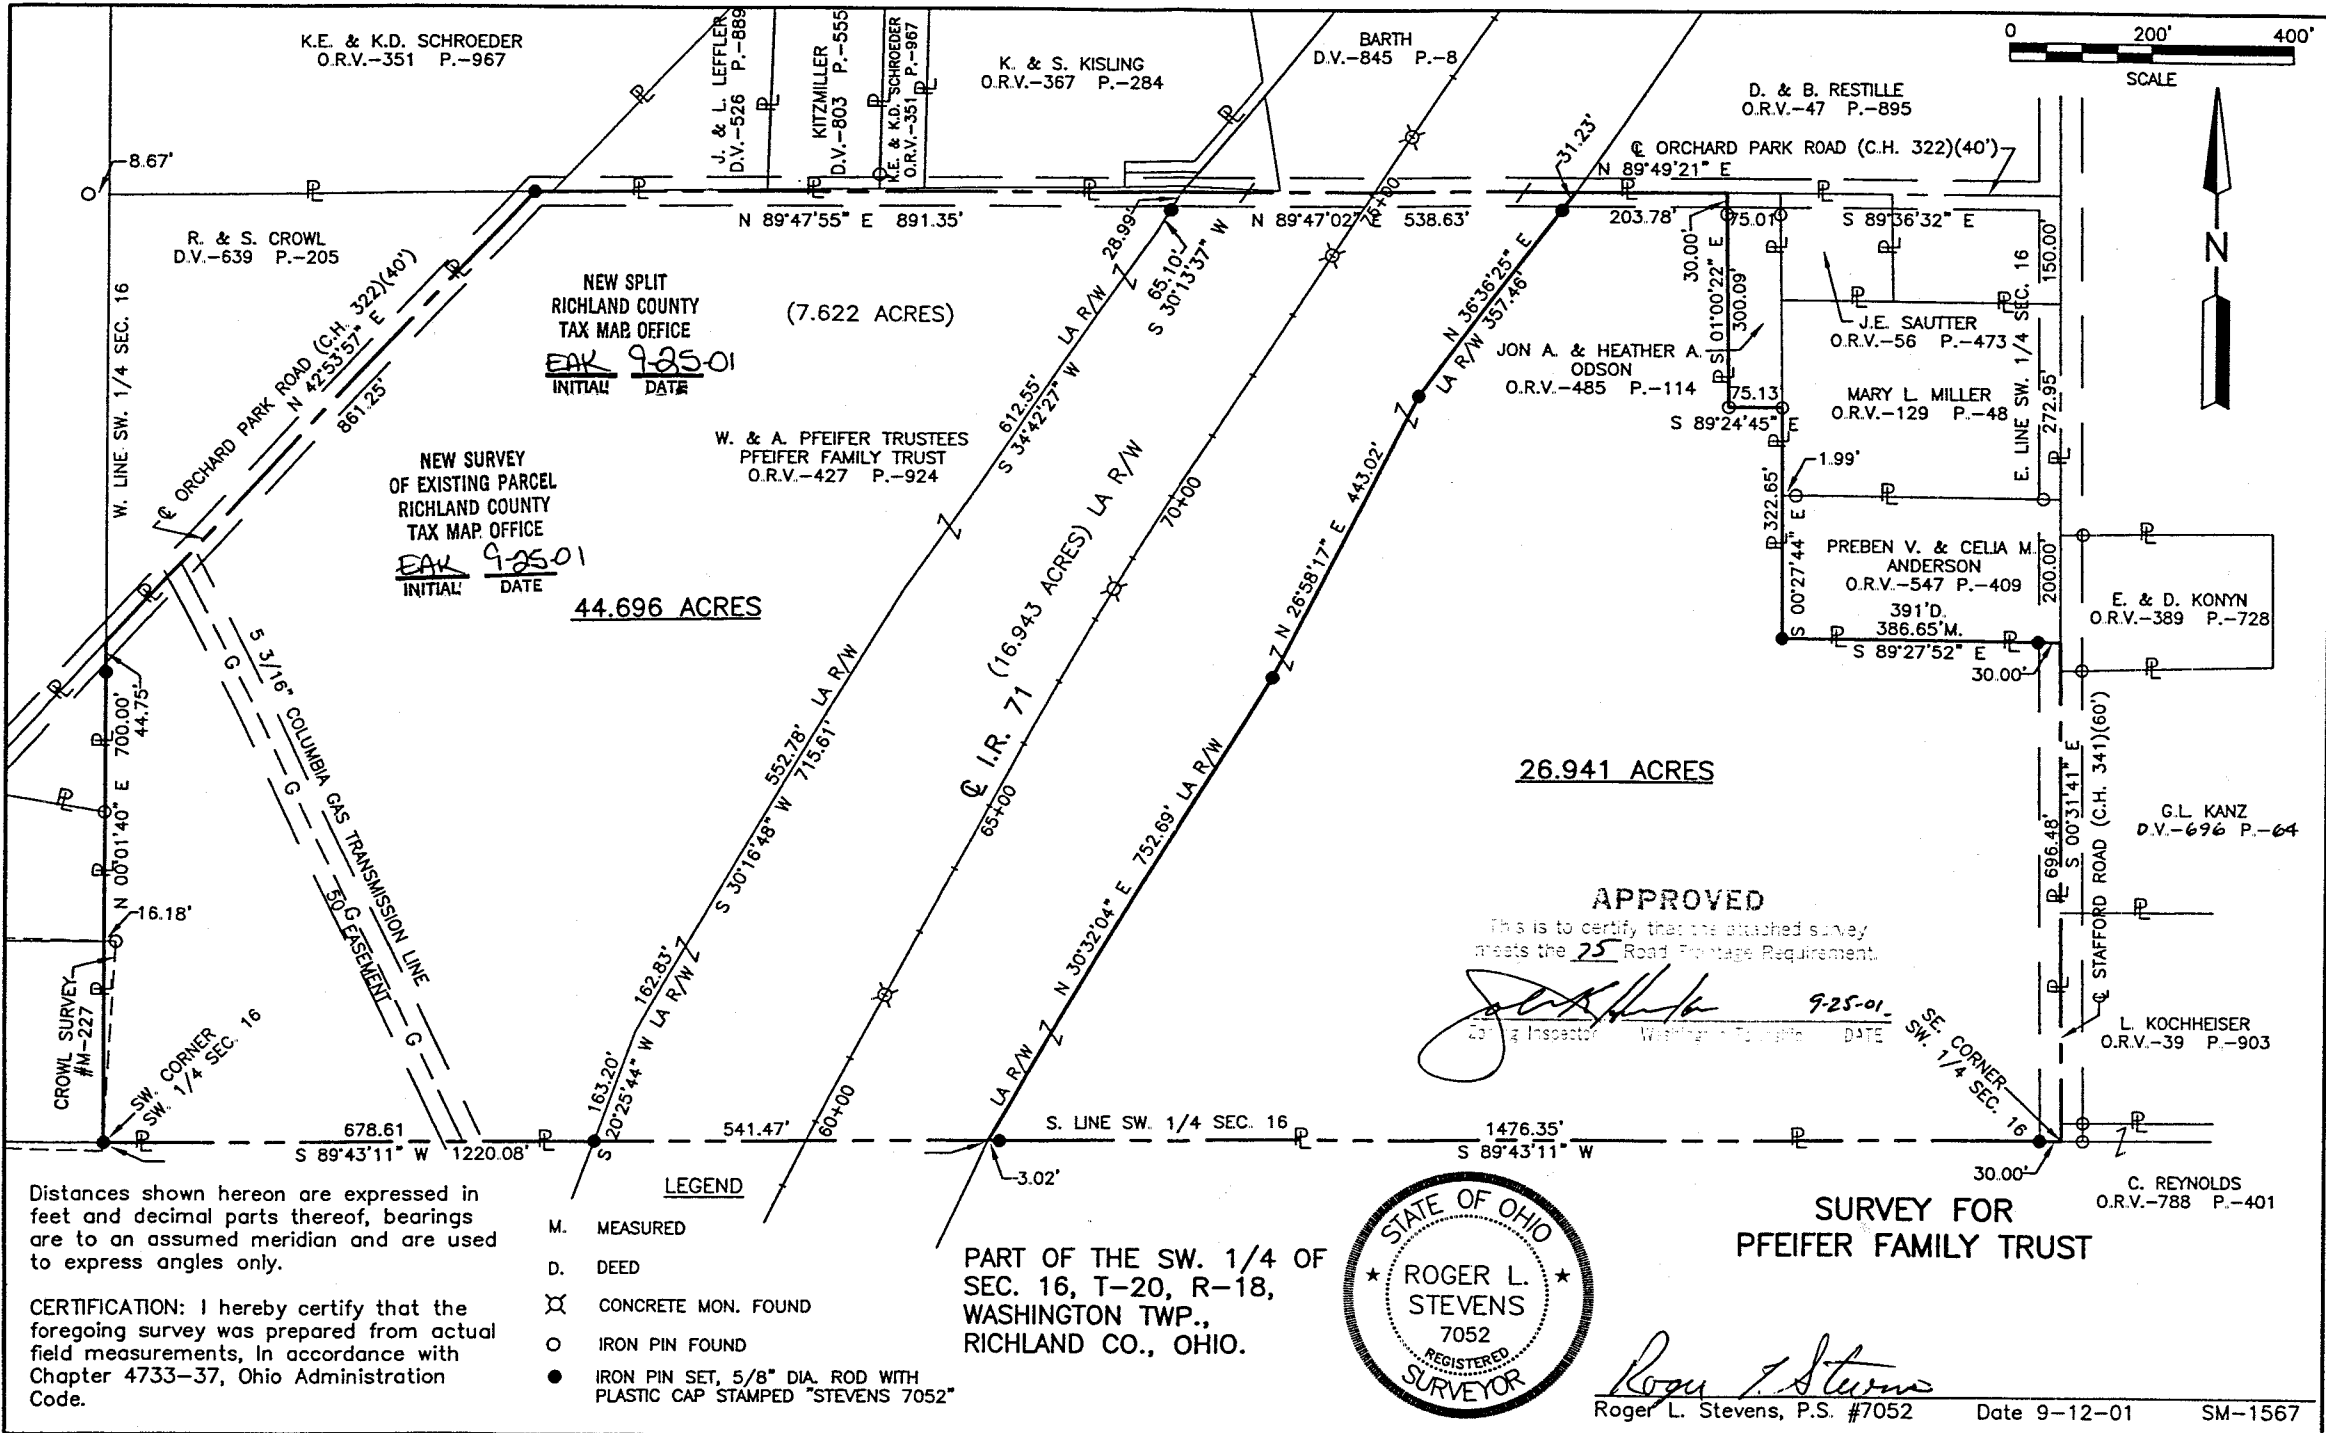 K.E. & K.D. SCHROEDER
O.R.V.-351 P.-967
J. & L. LEFFLER
D.V.-526 P.-889
KITZMILLER
D.V.-803 P.-555
K.E. & K.D. SCHROEDER
O.R.V.-351 P.-967
K. & S. KISLING
O.R.V.-367 P.-284
BARTH
D.V.-845 P.-8
D. & B. RESTILLE
O.R.V.-47 P.-895
0 200' 400'
SCALE
N
8.67'
R. & S. CROWL
D.V.-639 P.-205
W. LINE SW. 1/4 SEC. 16
℄ ORCHARD PARK ROAD (C.H. 322)(40')
N 42°53'57" E
861.25'
N 89°47'55" E 891.35'
28.99'
65.10'
S 30°13'37" W
N 89°47'02" E 538.63'
31.23'
N 89°49'21" E
℄ ORCHARD PARK ROAD (C.H. 322)(40')
203.78'
75.01'
S 89°36'32" E
30.00'
S 01°00'22" E
300.09'
150.00'
E. LINE SW. 1/4 SEC. 16
272.95'
NEW SPLIT
RICHLAND COUNTY
TAX MAP OFFICE
EAK 9-25-01
INITIAL DATE
(7.622 ACRES)
NEW SURVEY
OF EXISTING PARCEL
RICHLAND COUNTY
TAX MAP OFFICE
EAK 9-25-01
INITIAL DATE
W. & A. PFEIFER TRUSTEES
PFEIFER FAMILY TRUST
O.R.V.-427 P.-924
44.696 ACRES
612.55' LA R/W
S 34°42'27" W
552.78' LA R/W
S 30°16'48" W 715.61'
162.83'
163.20'
S 20°25'44" W LA R/W
℄ I.R. 71 (16.943 ACRES) LA R/W
75+00
70+00
65+00
60+00
N 36°36'25" E
LA R/W 357.46'
N 26°58'17" E 443.02'
N 30°32'04" E 752.69' LA R/W
LA R/W
JON A. & HEATHER A.
ODSON
O.R.V.-485 P.-114
J.E. SAUTTER
O.R.V.-56 P.-473
MARY L. MILLER
O.R.V.-129 P.-48
75.13
S 89°24'45" E
1.99'
322.65'
S 00°27'44" E
PREBEN V. & CELIA M.
ANDERSON
O.R.V.-547 P.-409
391'D.
386.65'M.
S 89°27'52" E
200.00'
30.00'
E. & D. KONYN
O.R.V.-389 P.-728
26.941 ACRES
696.48'
S 00°31'41" E
℄ STAFFORD ROAD (C.H. 341)(60')
G.L. KANZ
D.V.-696 P.-64
L. KOCHHEISER
O.R.V.-39 P.-903
C. REYNOLDS
O.R.V.-788 P.-401
N 00°01'40" E 700.00'
44.75'
16.18'
5 3/16" COLUMBIA GAS TRANSMISSION LINE
G G G G
50' EASEMENT
CROWL SURVEY
#M-227
SW. CORNER
SW. 1/4 SEC. 16
678.61
S 89°43'11" W 1220.08'
541.47'
3.02'
S. LINE SW. 1/4 SEC. 16
1476.35'
S 89°43'11" W
SE. CORNER
SW. 1/4 SEC. 16
30.00'
APPROVED
This is to certify that the attached survey
meets the 75 Road Frontage Requirement.
9-25-01.
Zoning Inspector Washington Township DATE
Distances shown hereon are expressed in
feet and decimal parts thereof, bearings
are to an assumed meridian and are used
to express angles only.
CERTIFICATION: I hereby certify that the
foregoing survey was prepared from actual
field measurements, In accordance with
Chapter 4733-37, Ohio Administration
Code.
LEGEND
M. MEASURED
D. DEED
CONCRETE MON. FOUND
IRON PIN FOUND
IRON PIN SET, 5/8" DIA. ROD WITH
PLASTIC CAP STAMPED "STEVENS 7052"
PART OF THE SW. 1/4 OF
SEC. 16, T-20, R-18,
WASHINGTON TWP.,
RICHLAND CO., OHIO.
STATE OF OHIO
ROGER L.
STEVENS
7052
REGISTERED
SURVEYOR
SURVEY FOR
PFEIFER FAMILY TRUST
Roger L. Stevens
Roger L. Stevens, P.S. #7052 Date 9-12-01 SM-1567